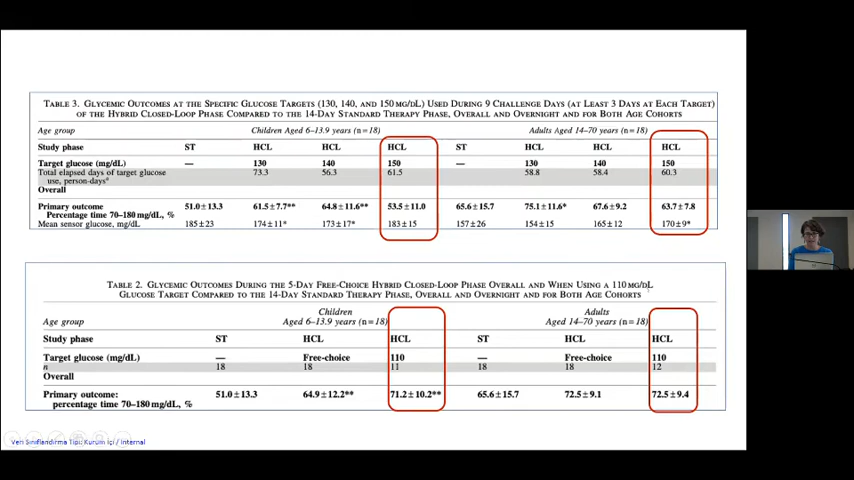 TABLE 3. GLYCEMIC OUTCOMES AT THE SPECIFIC GLUCOSE TARGETS (130, 140, AND 150 MG/DL) USED DURING 9 CHALLENGE DAYS (AT LEAST 3 DAYS AT EACH TARGET)
OF THE HYBRID CLOSED-LOOP PHASE COMPARED TO THE 14-DAY STANDARD THERAPY PHASE, OVERALL AND OVERNIGHT AND FOR BOTH AGE COHORTS
Age group Children Aged 6–13.9 years (n = 18) Adults Aged 14–70 years (n = 18)
Study phase ST HCL HCL HCL ST HCL HCL HCL
Target glucose (mg/dL) — 130 140 150 — 130 140 150
Total elapsed days of target glucose 73.3 56.3 61.5 58.8 58.4 60.3
use, person-days*
Overall
Primary outcome 51.0±13.3 61.5±7.7** 64.8±11.6** 53.5±11.0 65.6±15.7 75.1±11.6* 67.6±9.2 63.7±7.8
Percentage time 70–180 mg/dL, %
Mean sensor glucose, mg/dL 185±23 174±11* 173±17* 183±15 157±26 154±15 165±12 170±9*
TABLE 2. GLYCEMIC OUTCOMES DURING THE 5-DAY FREE-CHOICE HYBRID CLOSED-LOOP PHASE OVERALL AND WHEN USING A 110 MG/DL
GLUCOSE TARGET COMPARED TO THE 14-DAY STANDARD THERAPY PHASE, OVERALL AND OVERNIGHT AND FOR BOTH AGE COHORTS
Children Adults
Age group Aged 6–13.9 years (n = 18) Aged 14–70 years (n = 18)
Study phase ST HCL HCL ST HCL HCL
Target glucose (mg/dL) — Free-choice 110 — Free-choice 110
n 18 18 11 18 18 12
Overall
Primary outcome: 51.0±13.3 64.9±12.2** 71.2±10.2** 65.6±15.7 72.5±9.1 72.5±9.4
percentage time 70–180 mg/dL, %
Veri Sınıflandırma Tipi: Kurum İçi / Internal